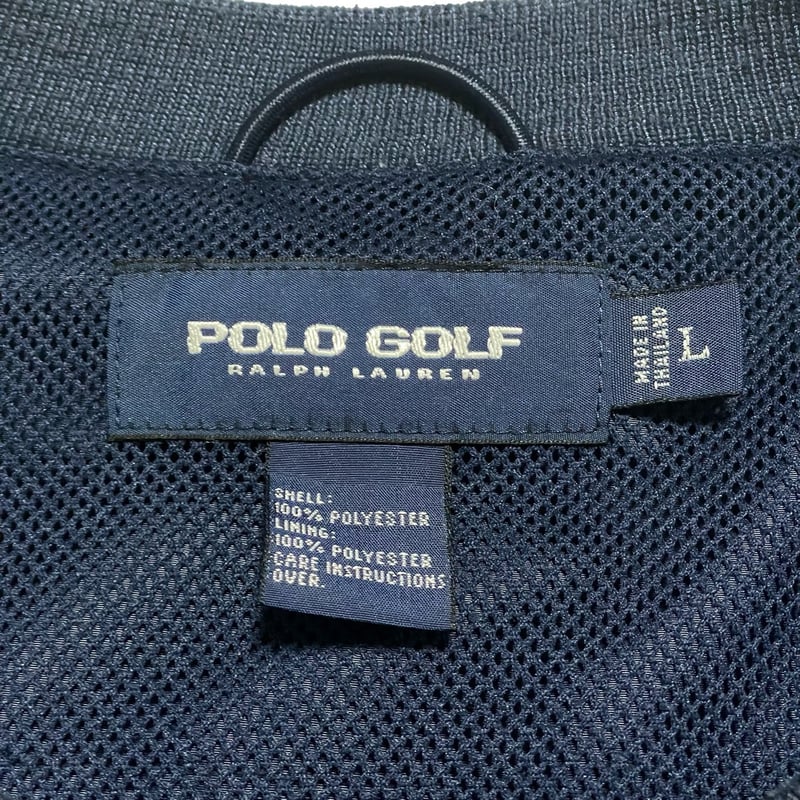 POLO GOLF
RALPH LAUREN
MADE IN
THAILAND
L
SHELL:
100% POLYESTER
LINING:
100% POLYESTER
CARE INSTRUCTIONS
OVER.